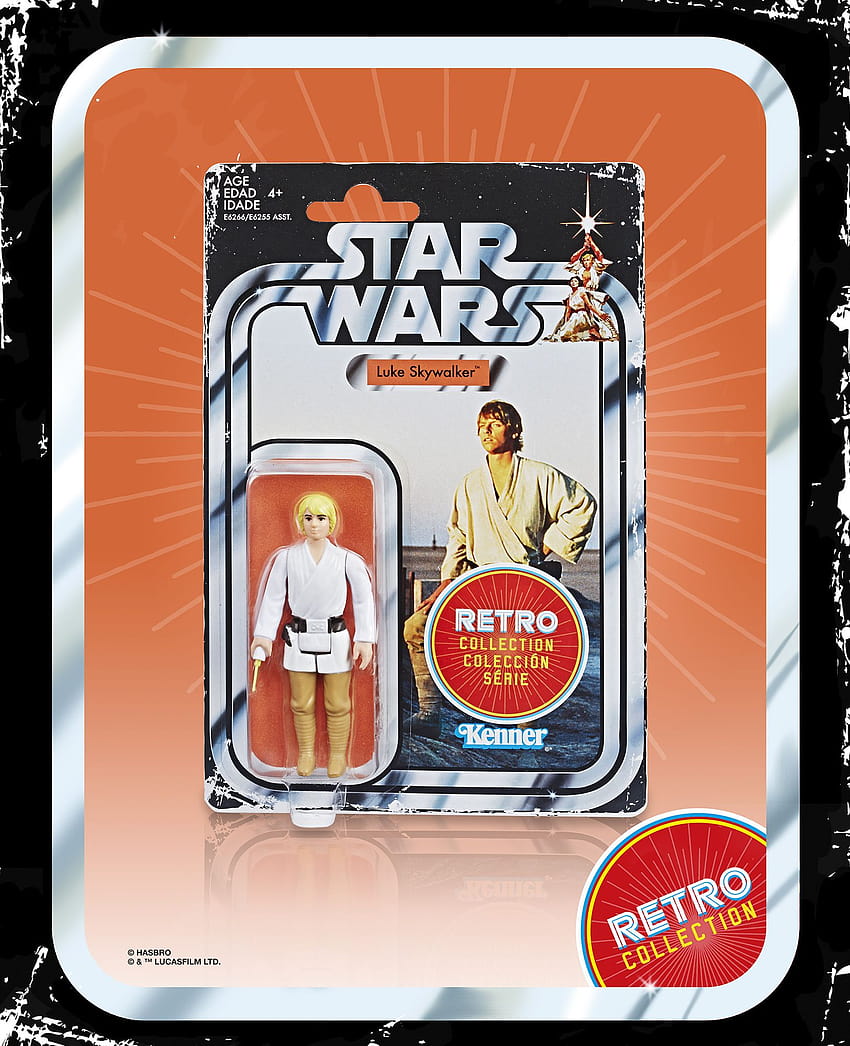 AGE
EDAD 4+
IDADE
E6266/E6255 ASST.
STAR
WARS
Luke Skywalker™
RETRO
COLLECTION
COLECCIÓN
SÉRIE
Kenner®
Kenner
RETRO
COLLECTION
© HASBRO
© & ™ LUCASFILM LTD.